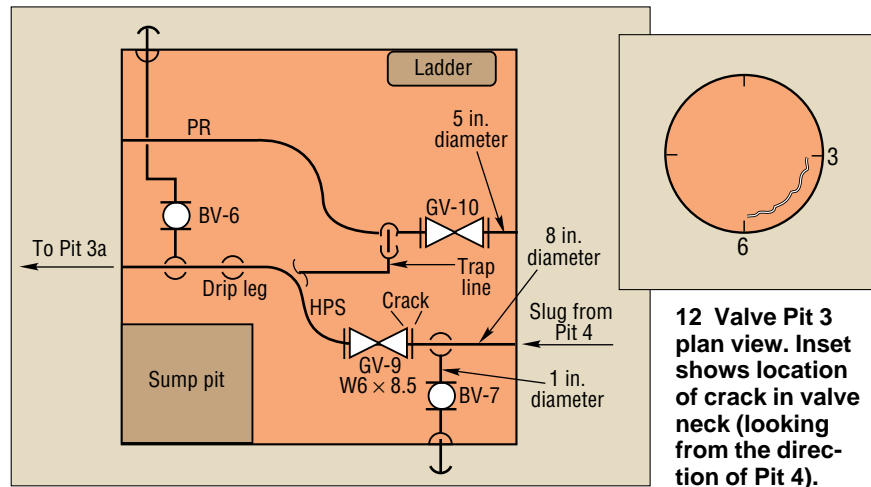 Ladder
5 in.
diameter
PR
GV-10
BV-6
8 in.
diameter
To Pit 3a
Trap
line
Drip leg
HPS
Crack
Slug from
Pit 4
GV-9
W6 × 8.5
1 in.
diameter
BV-7
Sump pit
3
6
12 Valve Pit 3
plan view. Inset
shows location
of crack in valve
neck (looking
from the direc-
tion of Pit 4).